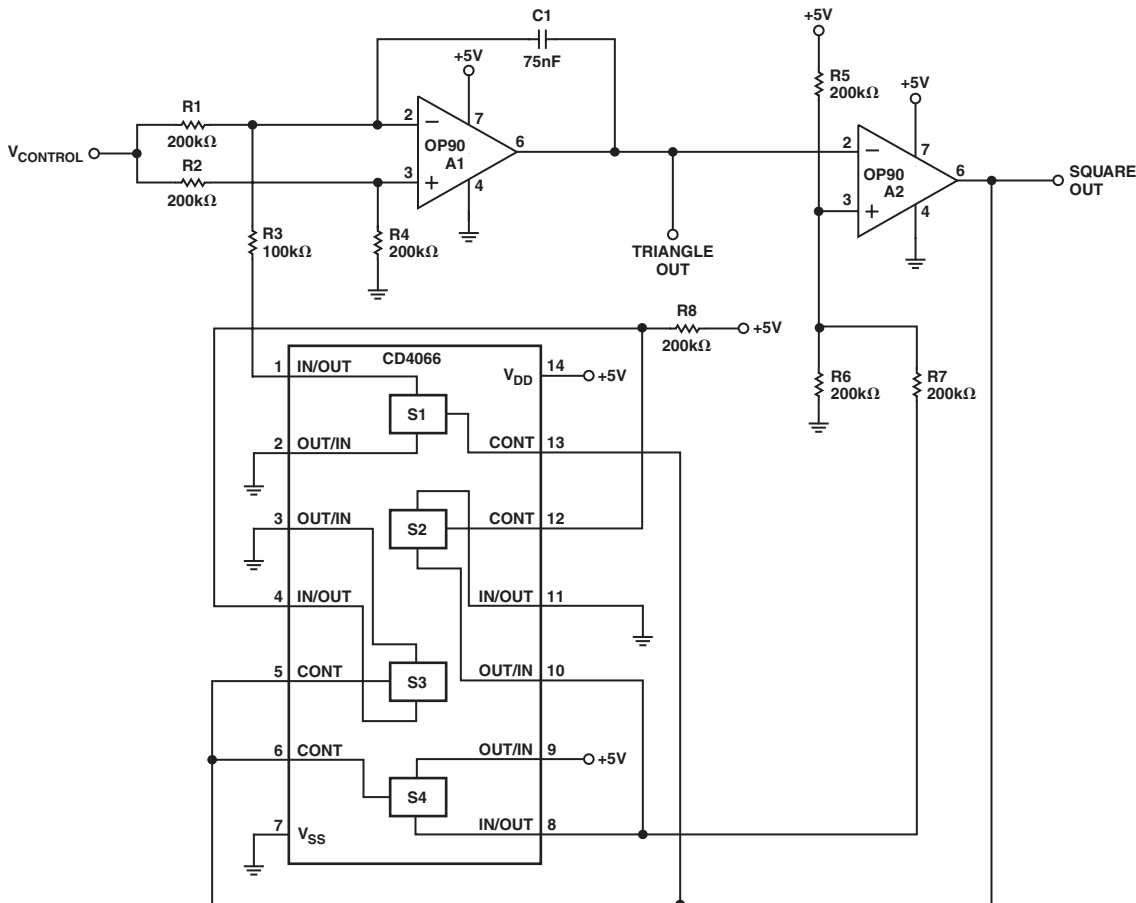 C1
75nF
+5V
+5V
R5
200kΩ
+5V
R1
200kΩ
2
7
OP90
A1
6
3
4
V_CONTROL
R2
200kΩ
2
7
OP90
A2
6
3
4
SQUARE
OUT
R3
100kΩ
R4
200kΩ
TRIANGLE
OUT
R8
200kΩ
+5V
R6
200kΩ
R7
200kΩ
CD4066
1 IN/OUT
V_DD 14 +5V
S1
2 OUT/IN
CONT 13
3 OUT/IN
S2
CONT 12
4 IN/OUT
IN/OUT 11
5 CONT
S3
OUT/IN 10
6 CONT
OUT/IN 9 +5V
S4
7 V_SS
IN/OUT 8